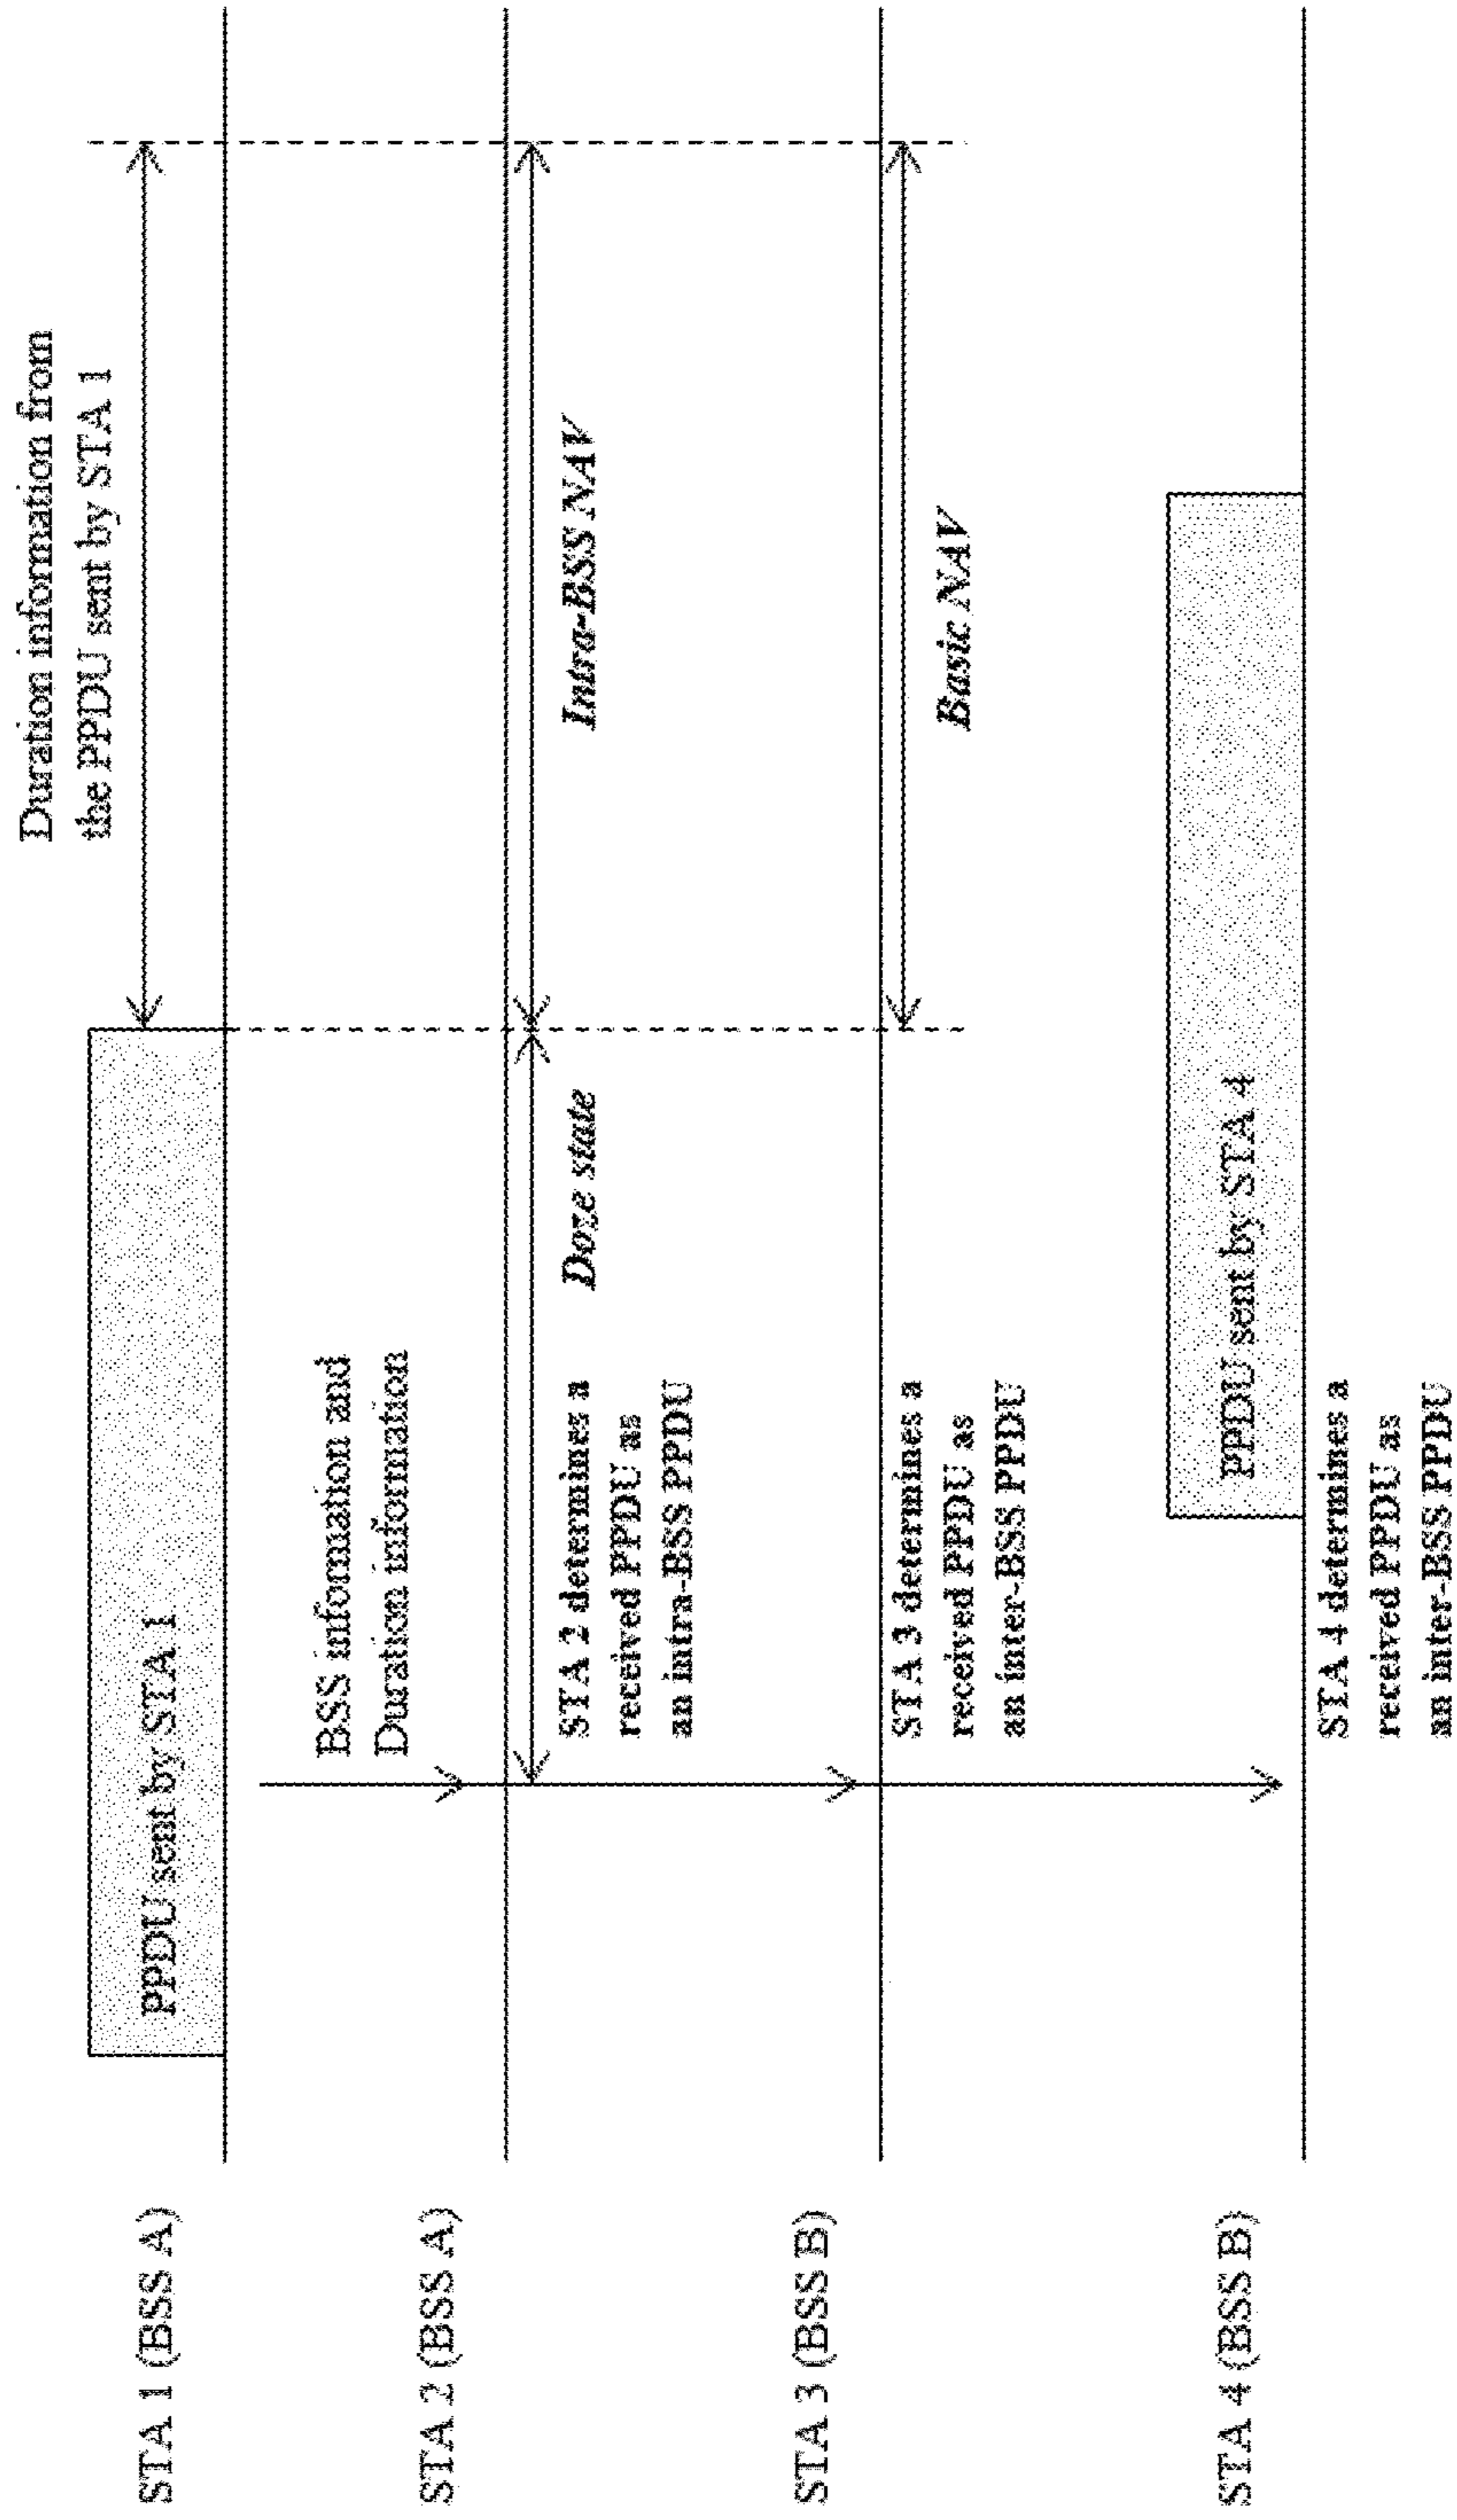 Duration information from
the PPDU sent by STA 1
STA 1 (BSS A)
PPDU sent by STA 1
BSS information and
Duration information
STA 2 (BSS A)
Doze state
Intra-BSS NAV
STA 2 determines a
received PPDU as
an intra-BSS PPDU
STA 3 (BSS B)
Basic NAV
STA 3 determines a
received PPDU as
an inter-BSS PPDU
STA 4 (BSS B)
PPDU sent by STA 4
STA 4 determines a
received PPDU as
an inter-BSS PPDU